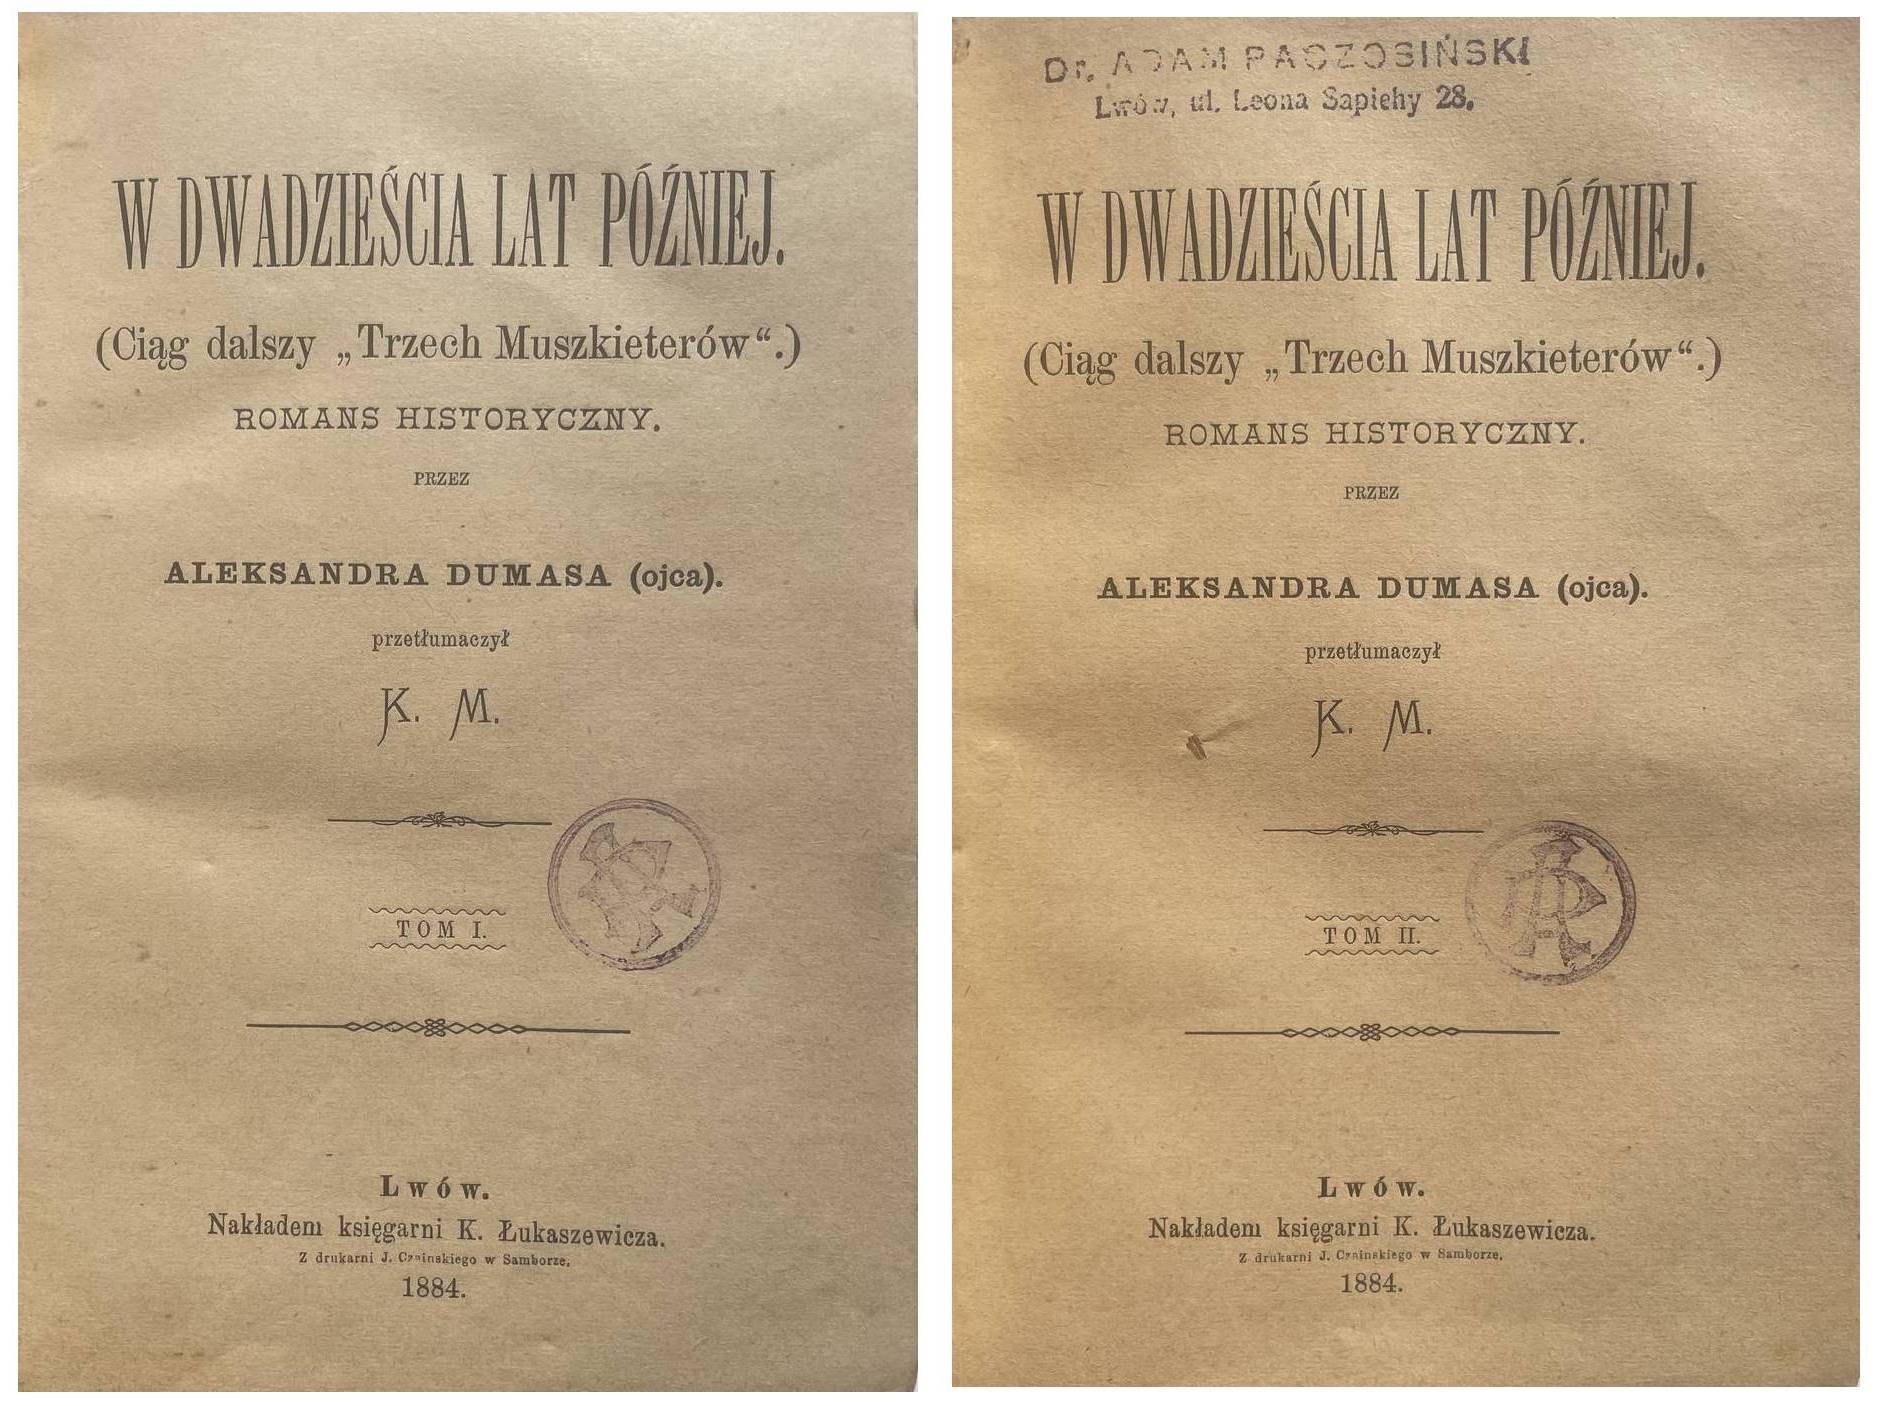 W DWADZIEŚCIA LAT PÓŹNIEJ.
(Ciąg dalszy „Trzech Muszkieterów“.)
ROMANS HISTORYCZNY.
PRZEZ
ALEKSANDRA DUMASA (ojca).
przetłumaczył
K. M.
TOM I.
Lwów.
Nakładem księgarni K. Łukaszewicza.
Z drukarni J. Czaińskiego w Samborze.
1884.
Dr. ADAM PACZOSIŃSKI
Lwów, ul. Leona Sapiehy 28.
W DWADZIEŚCIA LAT PÓŹNIEJ.
(Ciąg dalszy „Trzech Muszkieterów“.)
ROMANS HISTORYCZNY.
PRZEZ
ALEKSANDRA DUMASA (ojca).
przetłumaczył
K. M.
TOM II.
Lwów.
Nakładem księgarni K. Łukaszewicza.
Z drukarni J. Czaińskiego w Samborze.
1884.